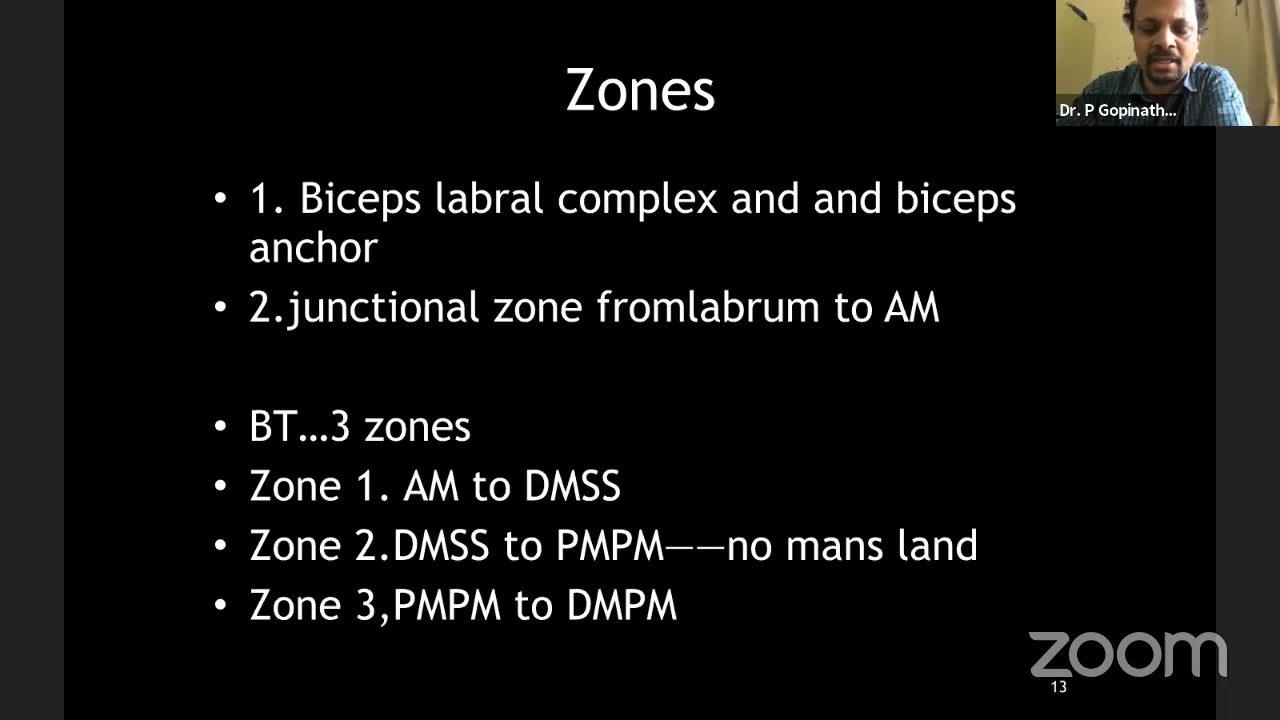 Zones
Dr. P Gopinath...
• 1. Biceps labral complex and and biceps
anchor
• 2.junctional zone fromlabrum to AM
• BT...3 zones
• Zone 1. AM to DMSS
• Zone 2.DMSS to PMPM——no mans land
• Zone 3,PMPM to DMPM
zoom
13